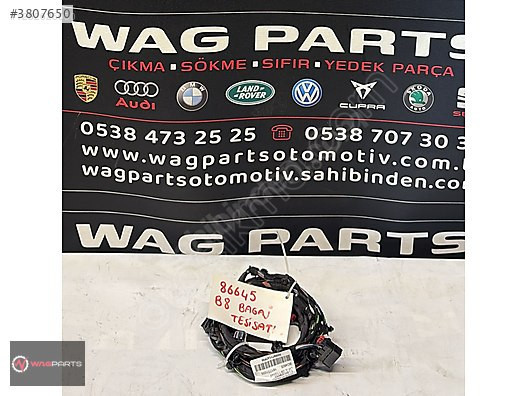 #3807650
WAG PARTS
ÇIKMA ▪ SÖKME ▪ SIFIR ▪ YEDEK PARÇA
Audi
LAND ROVER
CUPRA
0538 473 25 25 ☎ 0538 707 30 3
www.wagpartsotomotiv.com.
wagpartsotomotiv.sahibinden.com
WAG PARTS
86645
B8 BAGAJ
TESİSATI
WAGPARTS